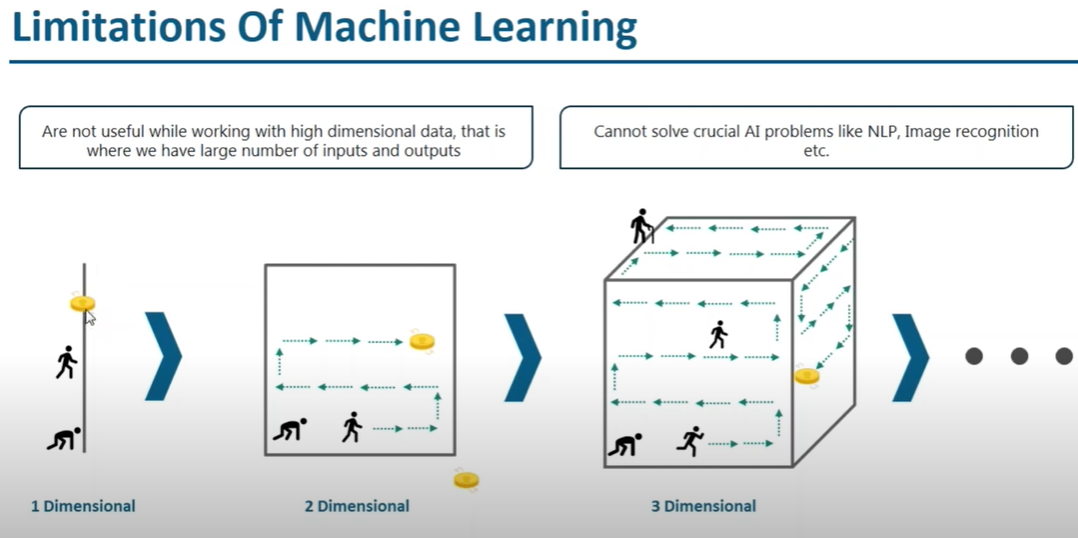 Limitations Of Machine Learning
Are not useful while working with high dimensional data, that is
where we have large number of inputs and outputs
Cannot solve crucial AI problems like NLP, Image recognition
etc.
1 Dimensional
2 Dimensional
3 Dimensional